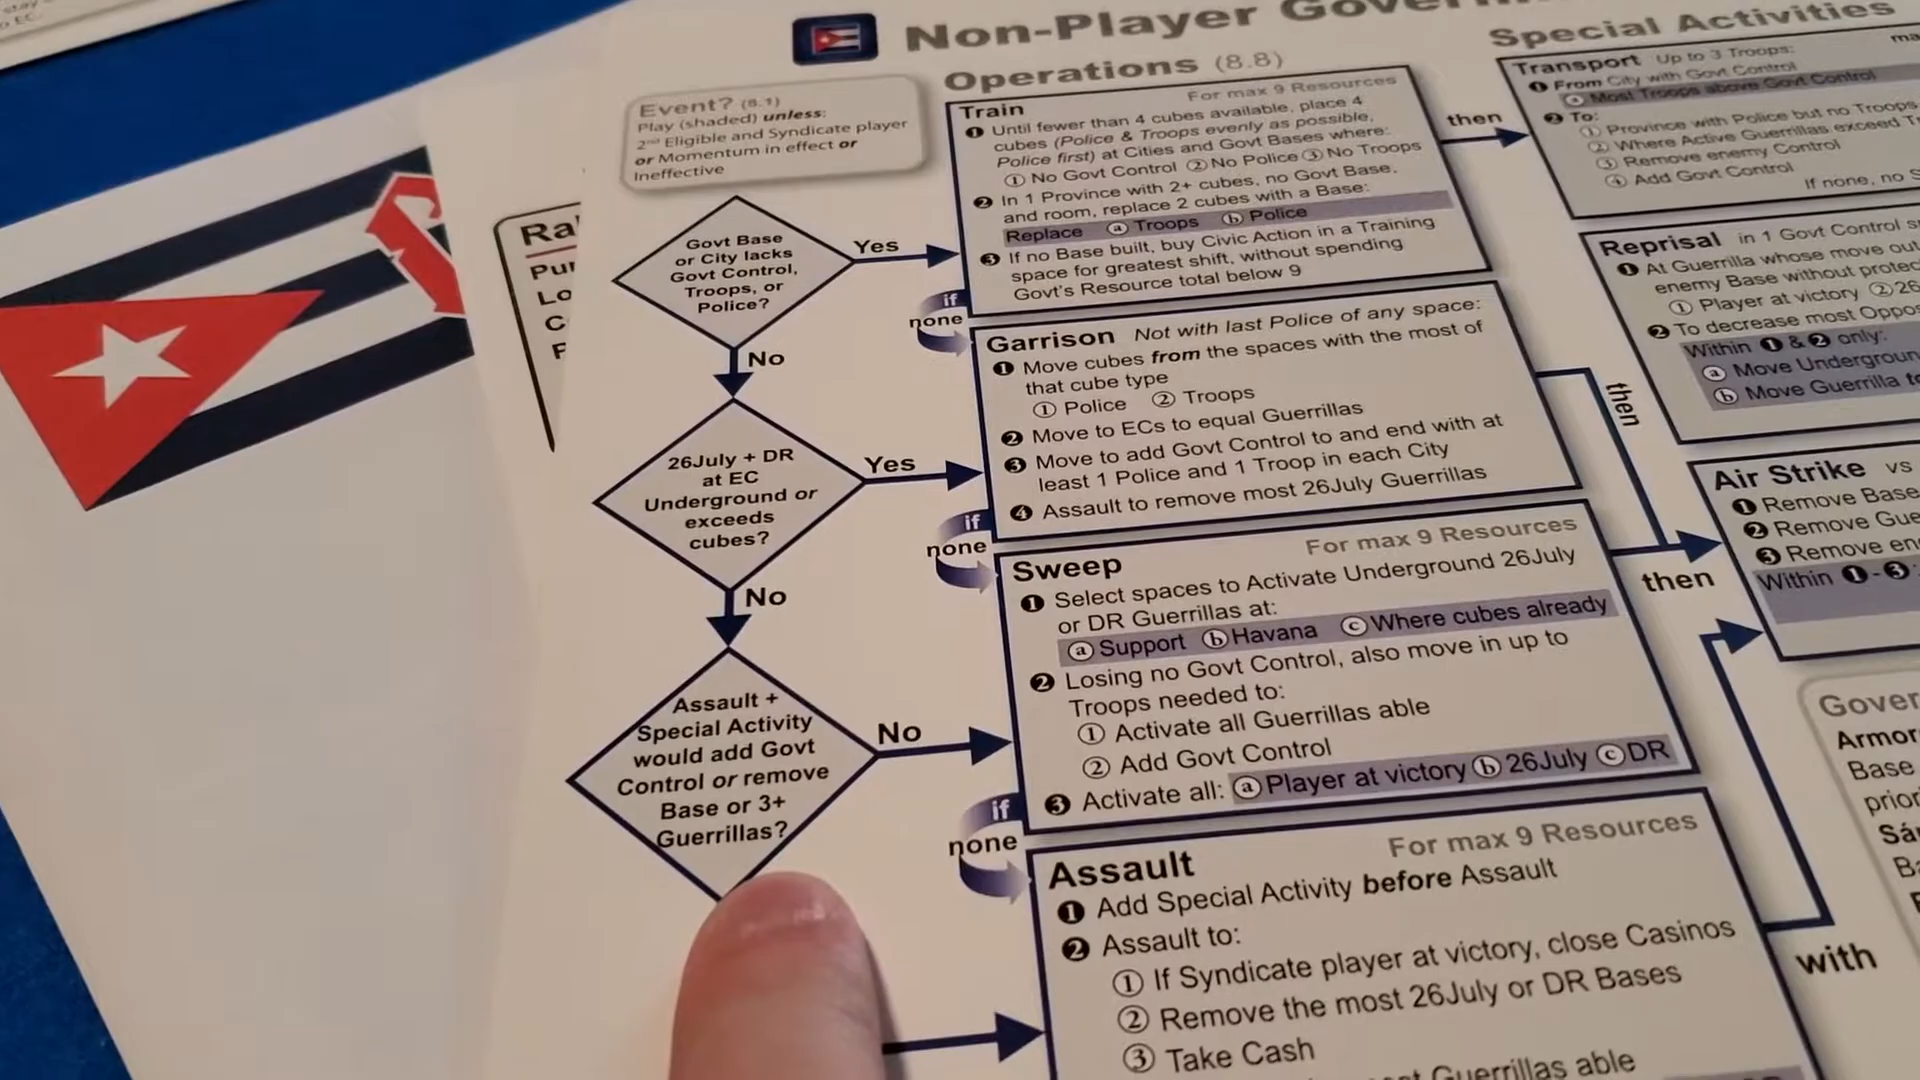 Non-Player
Operations (8.8)
Special Activities
Event? (8.1)
Play (shaded) unless:
2nd Eligible and Syndicate player
or Momentum in effect or
Ineffective
Govt Base
or City lacks
Govt Control,
Troops, or
Police?
Yes
No
26July + DR
at EC
Underground or
exceeds
cubes?
Yes
No
Assault +
Special Activity
would add Govt
Control or remove
Base or 3+
Guerrillas?
No
Train
For max 9 Resources
❶ Until fewer than 4 cubes available, place 4
cubes (Police & Troops evenly as possible,
Police first) at Cities and Govt Bases where:
① No Govt Control ② No Police ③ No Troops
❷ In 1 Province with 2+ cubes, no Govt Base,
and room, replace 2 cubes with a Base:
Replace ⓐ Troops ⓑ Police
❸ If no Base built, buy Civic Action in a Training
space for greatest shift, without spending
Govt's Resource total below 9
then
if
none
Garrison Not with last Police of any space:
❶ Move cubes from the spaces with the most of
that cube type
① Police ② Troops
❷ Move to ECs to equal Guerrillas
❸ Move to add Govt Control to and end with at
least 1 Police and 1 Troop in each City
❹ Assault to remove most 26July Guerrillas
then
if
none
Sweep
For max 9 Resources
❶ Select spaces to Activate Underground 26July
or DR Guerrillas at:
ⓐ Support ⓑ Havana ⓒ Where cubes already
❷ Losing no Govt Control, also move in up to
Troops needed to:
① Activate all Guerrillas able
② Add Govt Control
❸ Activate all: ⓐ Player at victory ⓑ 26July ⓒ DR
then
if
none
Assault
For max 9 Resources
❶ Add Special Activity before Assault
❷ Assault to:
① If Syndicate player at victory, close Casinos
② Remove the most 26July or DR Bases
③ Take Cash
Guerrillas able
with
Transport Up to 3 Troops:
❶ From City with Govt Control
ⓐ Most Troops above Govt Control
❷ To:
① Province with Police but no Troops
② Where Active Guerrillas exceed
③ Remove enemy Control
④ Add Govt Control
If none, no
Reprisal in 1 Govt Control
❶ At Guerrilla whose move
enemy Base without
① Player at victory ②
❷ To decrease most
Within ❶ & ❷ only:
ⓐ Move
ⓑ Move Guerrilla
Air Strike vs
❶ Remove Base
❷ Remove
❸ Remove
Within ❶-❸:
Base